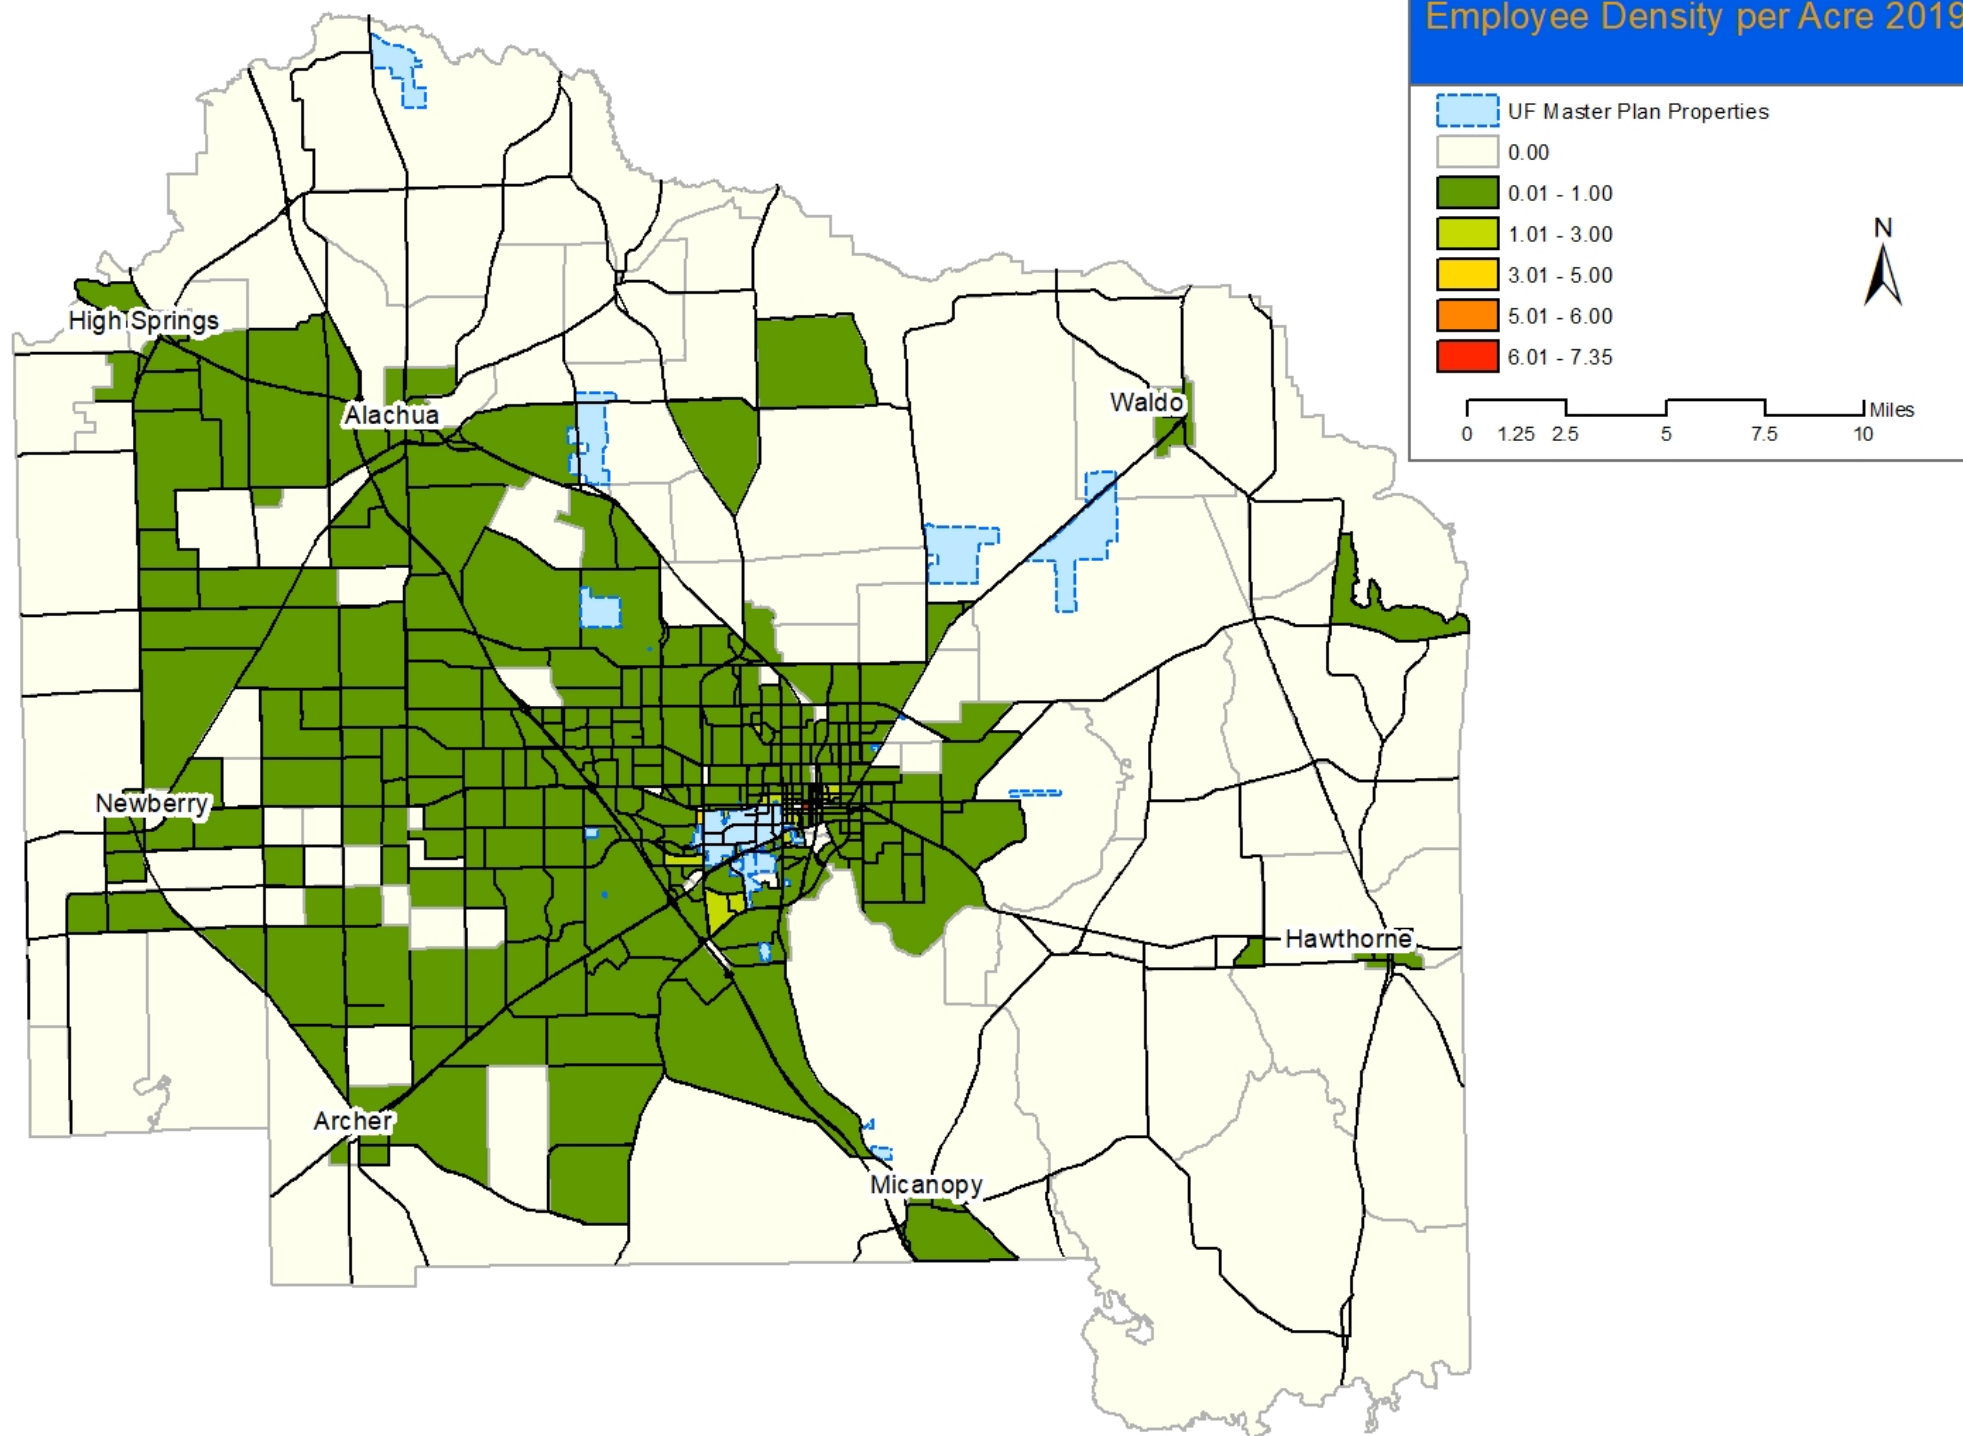 Employee Density per Acre 2019
UF Master Plan Properties
0.00
0.01 - 1.00
1.01 - 3.00
3.01 - 5.00
5.01 - 6.00
6.01 - 7.35
N
Miles
0 1.25 2.5 5 7.5 10
High Springs
Alachua
Waldo
Newberry
Hawthorne
Archer
Micanopy